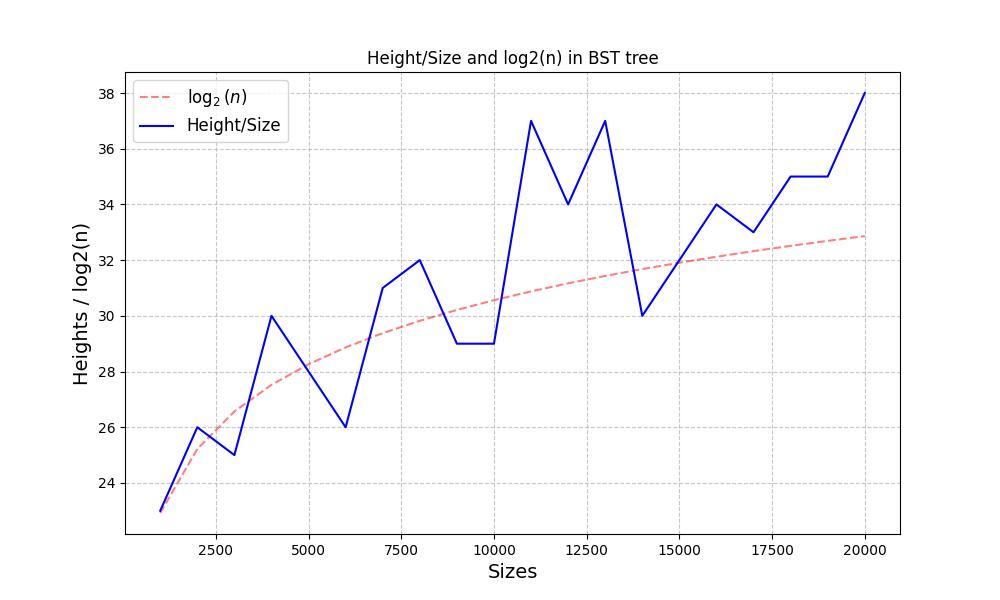 Height/Size and log2(n) in BST tree
log₂ (n)
Height/Size
Heights / log2(n)
38
36
34
32
30
28
26
24
2500 5000 7500 10000 12500 15000 17500 20000
Sizes